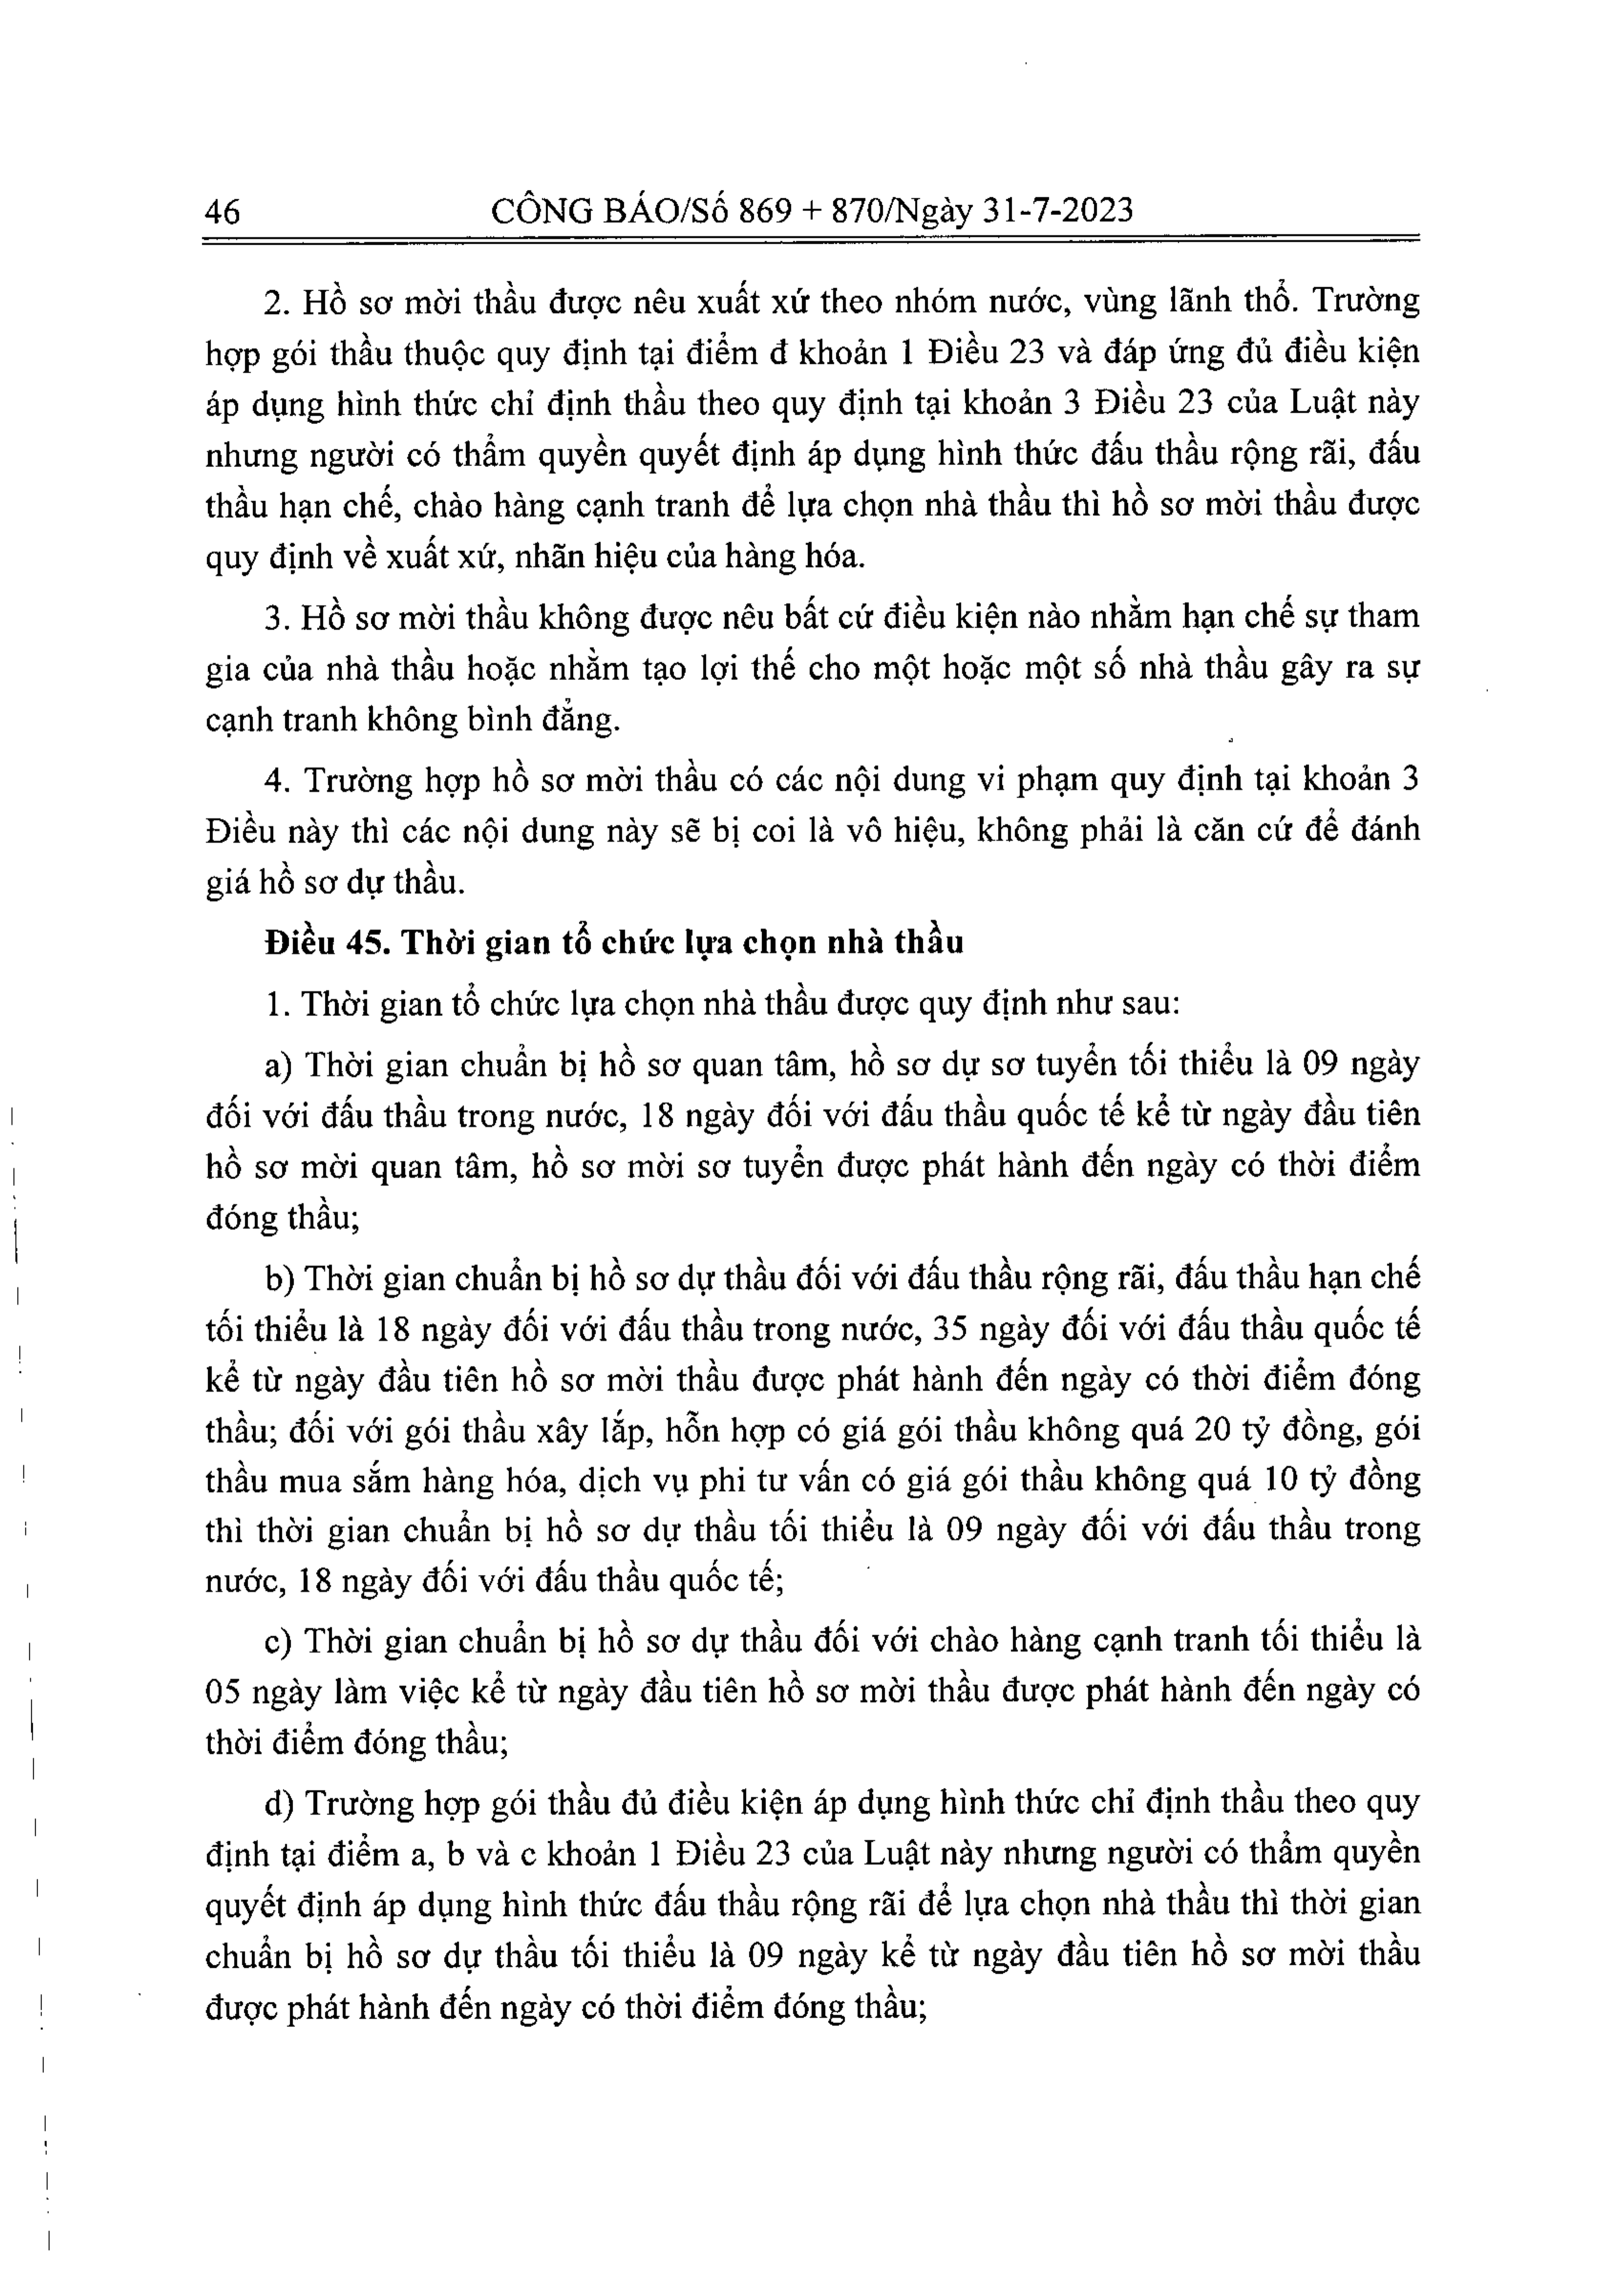 46 CÔNG BÁO/Số 869 + 870/Ngày 31-7-2023
2. Hồ sơ mời thầu được nêu xuất xứ theo nhóm nước, vùng lãnh thổ. Trường
hợp gói thầu thuộc quy định tại điểm đ khoản 1 Điều 23 và đáp ứng đủ điều kiện
áp dụng hình thức chỉ định thầu theo quy định tại khoản 3 Điều 23 của Luật này
nhưng người có thẩm quyền quyết định áp dụng hình thức đấu thầu rộng rãi, đấu
thầu hạn chế, chào hàng cạnh tranh để lựa chọn nhà thầu thì hồ sơ mời thầu được
quy định về xuất xứ, nhãn hiệu của hàng hóa.
3. Hồ sơ mời thầu không được nêu bất cứ điều kiện nào nhằm hạn chế sự tham
gia của nhà thầu hoặc nhằm tạo lợi thế cho một hoặc một số nhà thầu gây ra sự
cạnh tranh không bình đẳng.
4. Trường hợp hồ sơ mời thầu có các nội dung vi phạm quy định tại khoản 3
Điều này thì các nội dung này sẽ bị coi là vô hiệu, không phải là căn cứ để đánh
giá hồ sơ dự thầu.
Điều 45. Thời gian tổ chức lựa chọn nhà thầu
1. Thời gian tổ chức lựa chọn nhà thầu được quy định như sau:
a) Thời gian chuẩn bị hồ sơ quan tâm, hồ sơ dự sơ tuyển tối thiểu là 09 ngày
đối với đấu thầu trong nước, 18 ngày đối với đấu thầu quốc tế kể từ ngày đầu tiên
hồ sơ mời quan tâm, hồ sơ mời sơ tuyển được phát hành đến ngày có thời điểm
đóng thầu;
b) Thời gian chuẩn bị hồ sơ dự thầu đối với đấu thầu rộng rãi, đấu thầu hạn chế
tối thiểu là 18 ngày đối với đấu thầu trong nước, 35 ngày đối với đấu thầu quốc tế
kể từ ngày đầu tiên hồ sơ mời thầu được phát hành đến ngày có thời điểm đóng
thầu; đối với gói thầu xây lắp, hỗn hợp có giá gói thầu không quá 20 tỷ đồng, gói
thầu mua sắm hàng hóa, dịch vụ phi tư vấn có giá gói thầu không quá 10 tỷ đồng
thì thời gian chuẩn bị hồ sơ dự thầu tối thiểu là 09 ngày đối với đấu thầu trong
nước, 18 ngày đối với đấu thầu quốc tế;
c) Thời gian chuẩn bị hồ sơ dự thầu đối với chào hàng cạnh tranh tối thiểu là
05 ngày làm việc kể từ ngày đầu tiên hồ sơ mời thầu được phát hành đến ngày có
thời điểm đóng thầu;
d) Trường hợp gói thầu đủ điều kiện áp dụng hình thức chỉ định thầu theo quy
định tại điểm a, b và c khoản 1 Điều 23 của Luật này nhưng người có thẩm quyền
quyết định áp dụng hình thức đấu thầu rộng rãi để lựa chọn nhà thầu thì thời gian
chuẩn bị hồ sơ dự thầu tối thiểu là 09 ngày kể từ ngày đầu tiên hồ sơ mời thầu
được phát hành đến ngày có thời điểm đóng thầu;